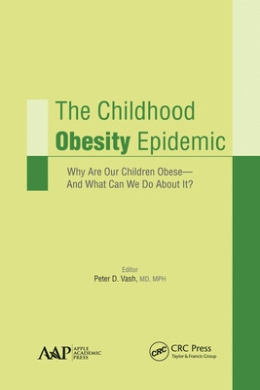 The Childhood
Obesity Epidemic
Why Are Our Children Obese—
And What Can We Do About It?
Editor
Peter D. Vash, MD, MPH
AAP
APPLE
ACADEMIC
PRESS
CRC
CRC Press
Taylor & Francis Group